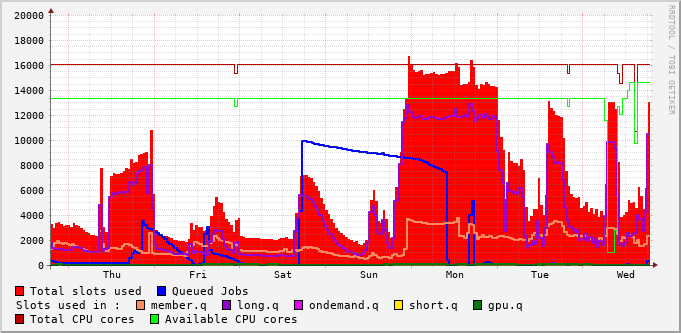 20000
18000
16000
14000
12000
10000
8000
6000
4000
2000
0
Thu Fri Sat Sun Mon Tue Wed
Total slots used Queued Jobs
Slots used in : member.q long.q ondemand.q short.q gpu.q
Total CPU cores Available CPU cores
RRDTOOL / TOBI OETIKER